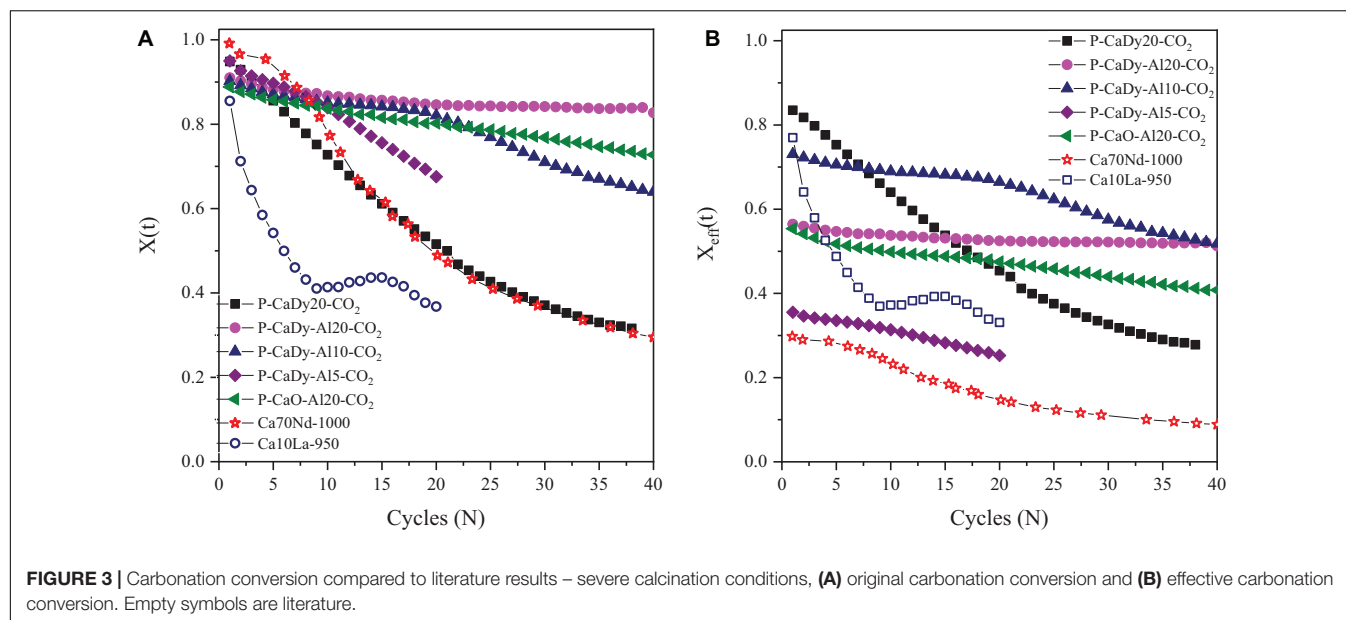 A
1.0
0.8
0.6
0.4
0.2
0.0
X(t)
P-CaDy20-CO₂
P-CaDy-Al20-CO₂
P-CaDy-Al10-CO₂
P-CaDy-Al5-CO₂
P-CaO-Al20-CO₂
Ca70Nd-1000
Ca10La-950
0 5 10 15 20 25 30 35 40
Cycles (N)
B
1.0
0.8
0.6
0.4
0.2
0.0
Xeff(t)
P-CaDy20-CO₂
P-CaDy-Al20-CO₂
P-CaDy-Al10-CO₂
P-CaDy-Al5-CO₂
P-CaO-Al20-CO₂
Ca70Nd-1000
Ca10La-950
0 5 10 15 20 25 30 35 40
Cycles (N)
FIGURE 3 | Carbonation conversion compared to literature results – severe calcination conditions, (A) original carbonation conversion and (B) effective carbonation
conversion. Empty symbols are literature.